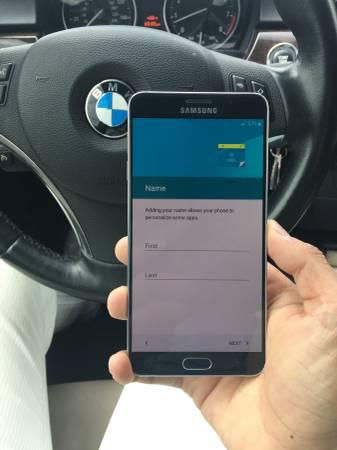 BMW
SAMSUNG
Name
Adding your name allows your phone to
personalize some apps.
First
Last
NEXT